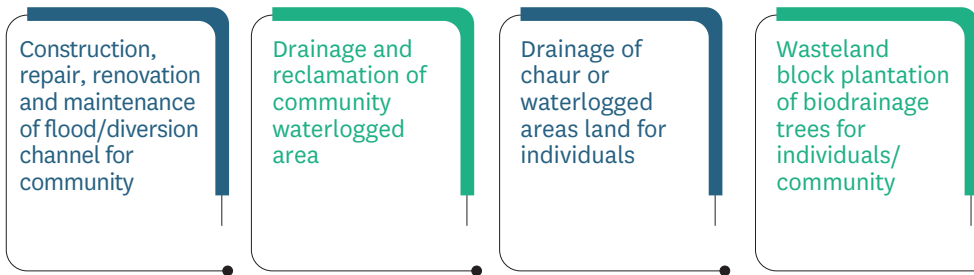 Construction,
repair, renovation
and maintenance
of flood/diversion
channel for
community
Drainage and
reclamation of
community
waterlogged
area
Drainage of
chaur or
waterlogged
areas land for
individuals
Wasteland
block plantation
of biodrainage
trees for
individuals/
community